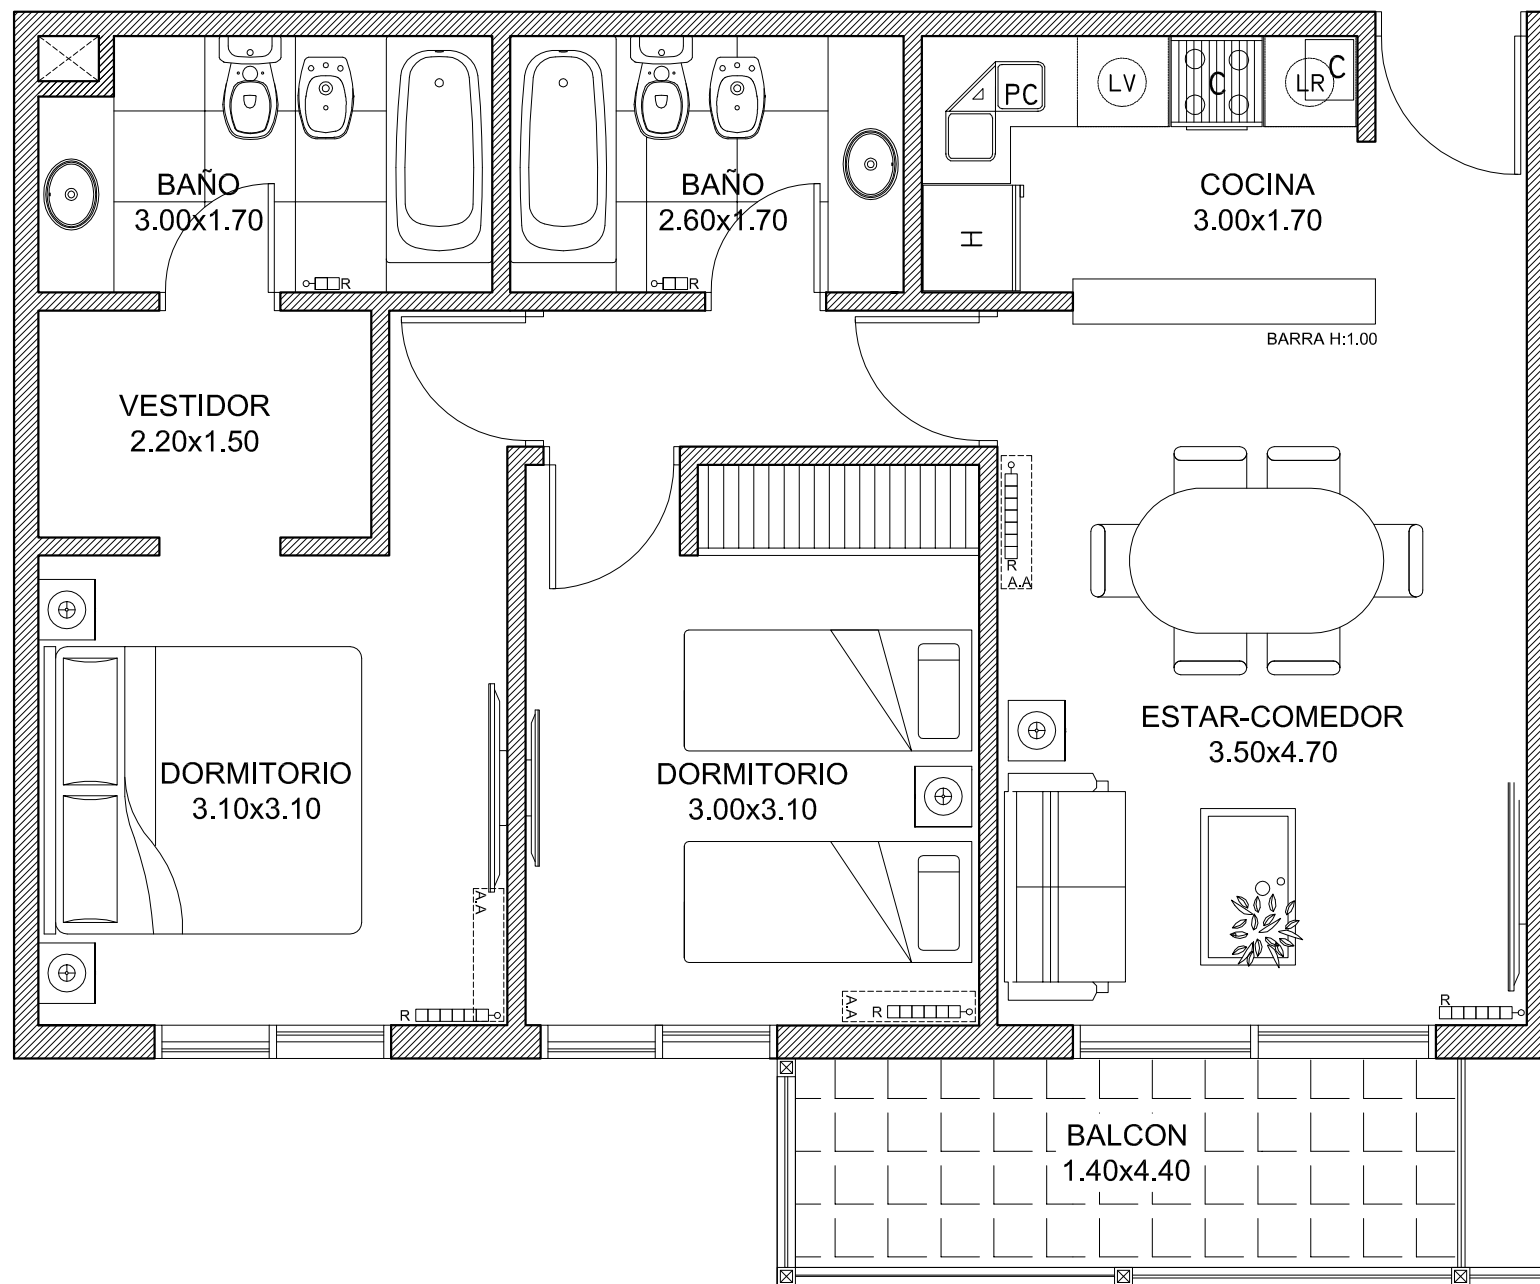 PC
LV
C
LR
C
BAÑO
3.00x1.70
BAÑO
2.60x1.70
COCINA
3.00x1.70
H
R
R
BARRA H:1.00
VESTIDOR
2.20x1.50
R
A.A
ESTAR-COMEDOR
3.50x4.70
DORMITORIO
3.10x3.10
DORMITORIO
3.00x3.10
A.A
R
A.A
R
R
BALCON
1.40x4.40